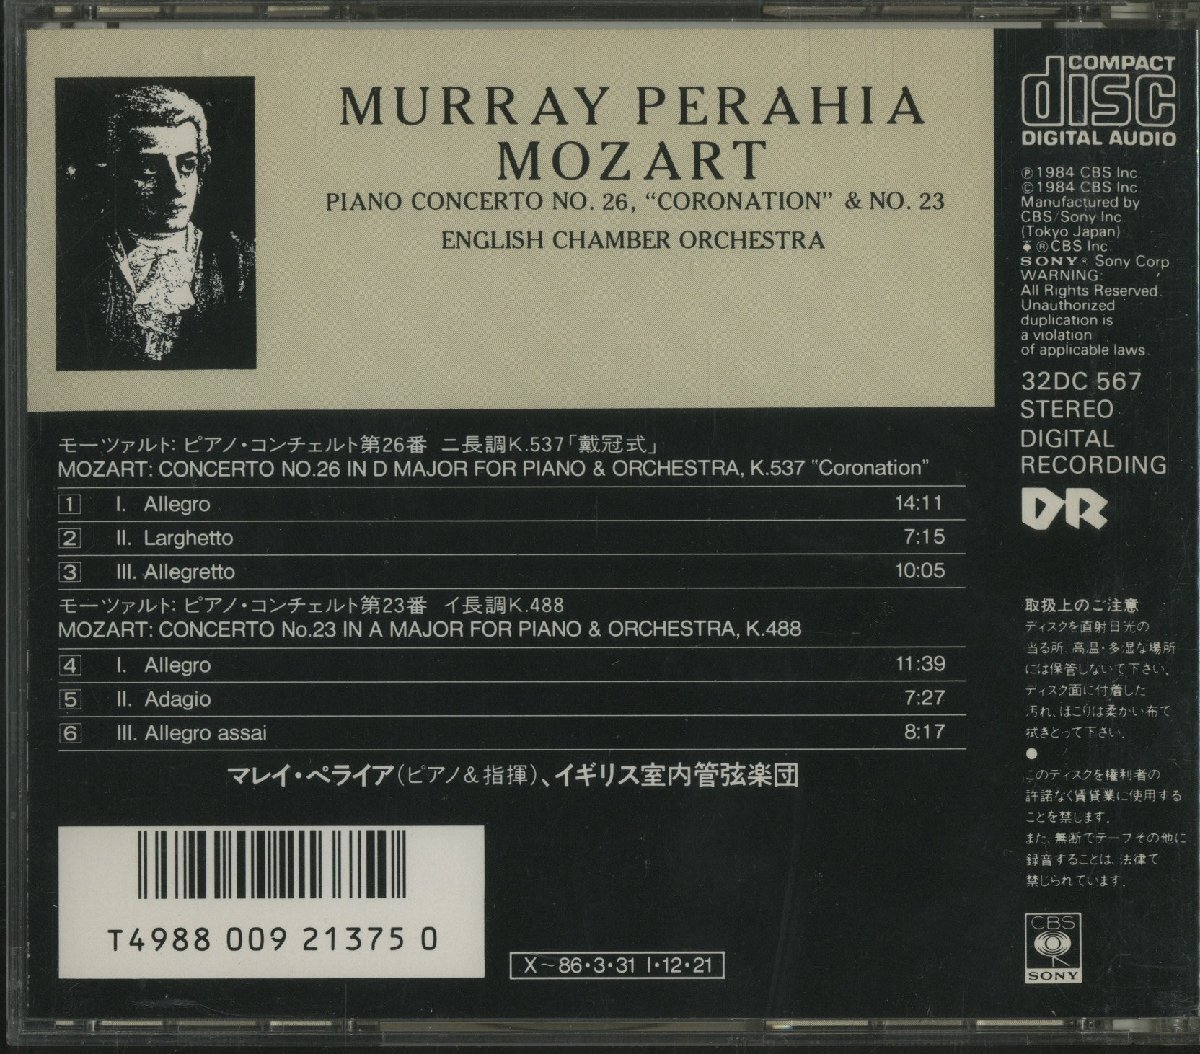 MURRAY PERAHIA
MOZART
PIANO CONCERTO NO. 26, “CORONATION” & NO. 23
ENGLISH CHAMBER ORCHESTRA
モーツァルト: ピアノ・コンチェルト第26番 ニ長調K.537「戴冠式」
MOZART: CONCERTO NO.26 IN D MAJOR FOR PIANO & ORCHESTRA, K.537 "Coronation"
1 I. Allegro 14:11
2 II. Larghetto 7:15
3 III. Allegretto 10:05
モーツァルト: ピアノ・コンチェルト第23番 イ長調K.488
MOZART: CONCERTO No.23 IN A MAJOR FOR PIANO & ORCHESTRA, K.488
4 I. Allegro 11:39
5 II. Adagio 7:27
6 III. Allegro assai 8:17
マレイ・ペライア(ピアノ&指揮)、イギリス室内管弦楽団
T4988 009 21375 0
X～86・3・31 I・12・21
COMPACT
disc
DIGITAL AUDIO
Ⓟ1984 CBS Inc
©1984 CBS Inc
Manufactured by
CBS/Sony Inc
(Tokyo Japan)
®CBS Inc.
SONY® Sony Corp
WARNING:
All Rights Reserved.
Unauthorized
duplication is
a violation
of applicable laws.
32DC 567
STEREO
DIGITAL
RECORDING
DR
取扱上のご注意
ディスクを直射日光の
当る所、高温・多湿な場所
には保管しないで下さい。
ディスク面に付着した
汚れ、ほこりは柔かい布で
拭きとって下さい。
●
このディスクを権利者の
許諾なく賃貸業に使用する
ことを禁じます。
また、無断でテープその他に
録音することは、法律で
禁じられています。
CBS
SONY